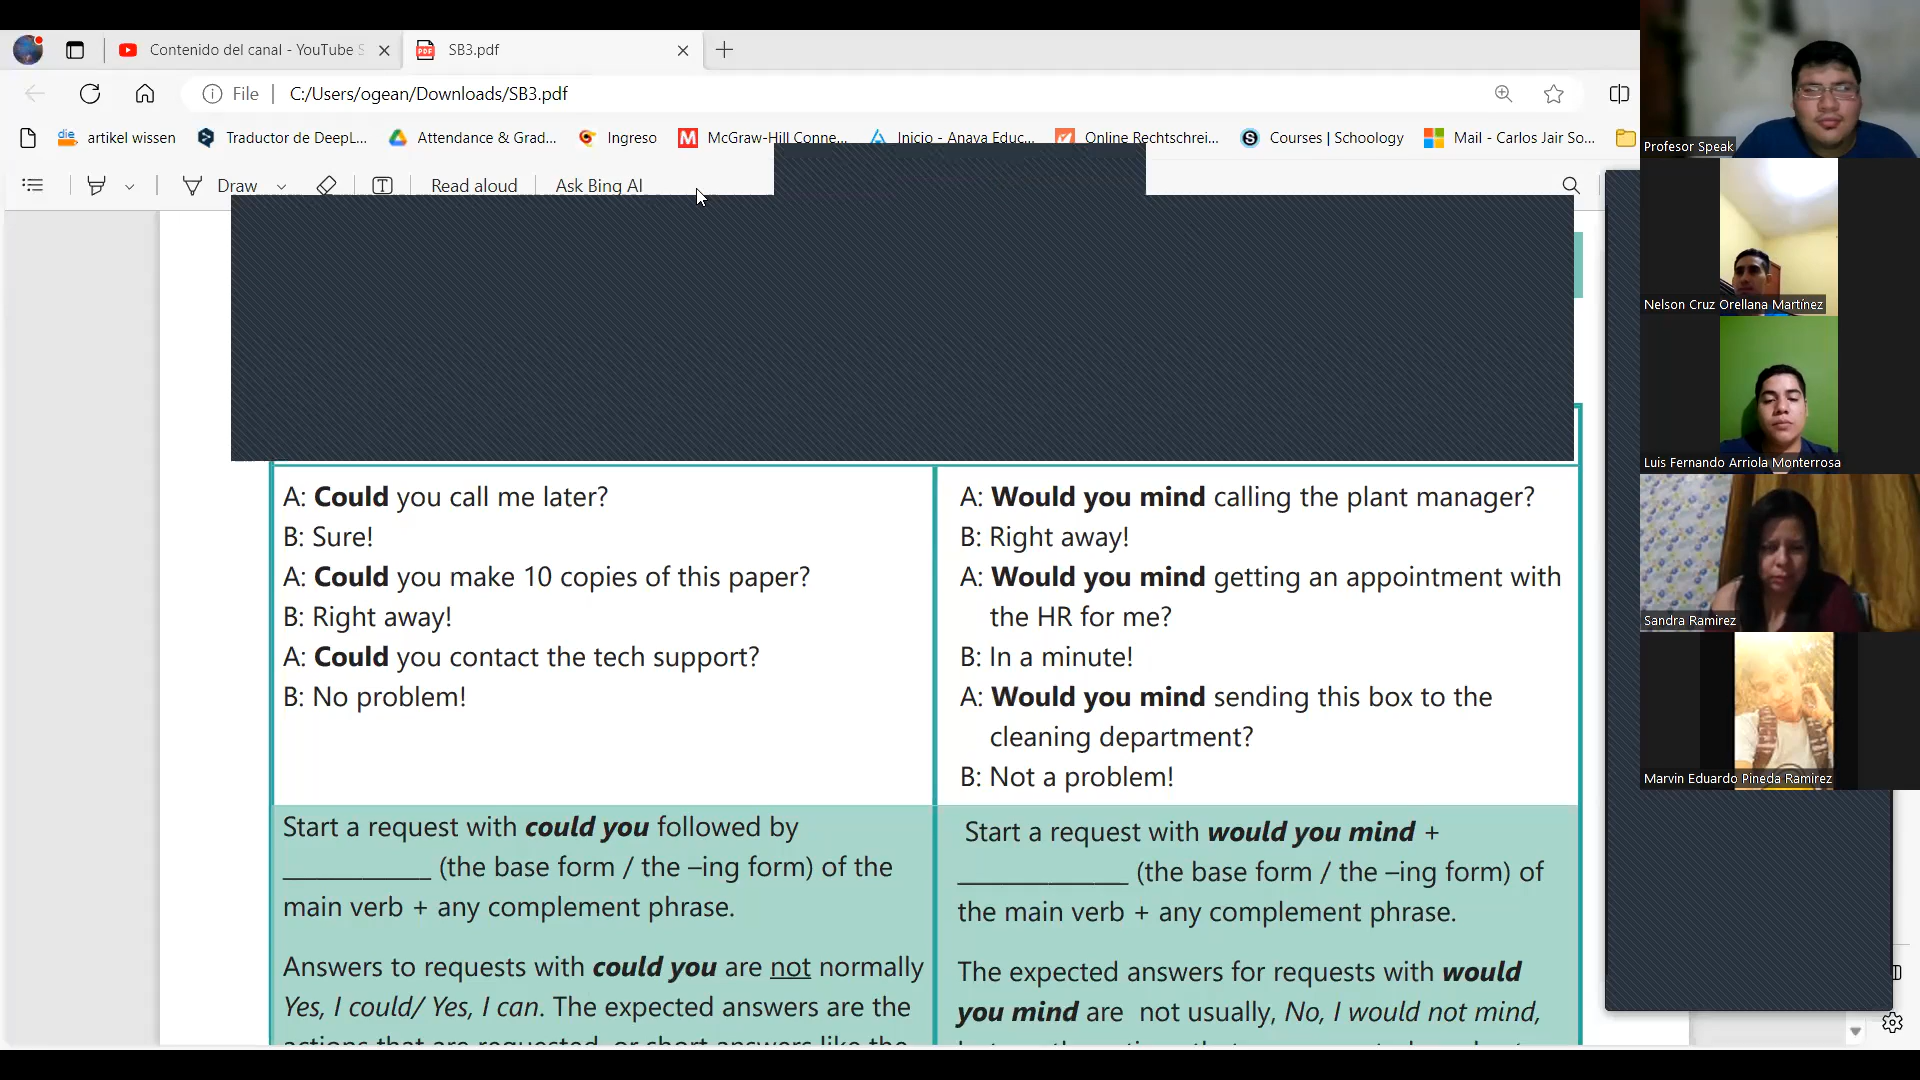 Contenido del canal - YouTube S
SB3.pdf
File
C:/Users/ogean/Downloads/SB3.pdf
die
artikel wissen
Traductor de DeepL...
Attendance & Grad...
Ingreso
McGraw-Hill Conne...
Inicio - Anaya Educ...
Online Rechtschrei...
Courses | Schoology
Mail - Carlos Jair So...
Draw
Read aloud
Ask Bing AI
A: Could you call me later?
B: Sure!
A: Could you make 10 copies of this paper?
B: Right away!
A: Could you contact the tech support?
B: No problem!
A: Would you mind calling the plant manager?
B: Right away!
A: Would you mind getting an appointment with
the HR for me?
B: In a minute!
A: Would you mind sending this box to the
cleaning department?
B: Not a problem!
Start a request with could you followed by
___________ (the base form / the –ing form) of the
main verb + any complement phrase.
Answers to requests with could you are not normally
Yes, I could/ Yes, I can. The expected answers are the
Start a request with would you mind +
_____________ (the base form / the –ing form) of
the main verb + any complement phrase.
The expected answers for requests with would
you mind are not usually, No, I would not mind,
Profesor Speak
Nelson Cruz Orellana Martínez
Luis Fernando Arriola Monterrosa
Sandra Ramirez
Marvin Eduardo Pineda Ramirez